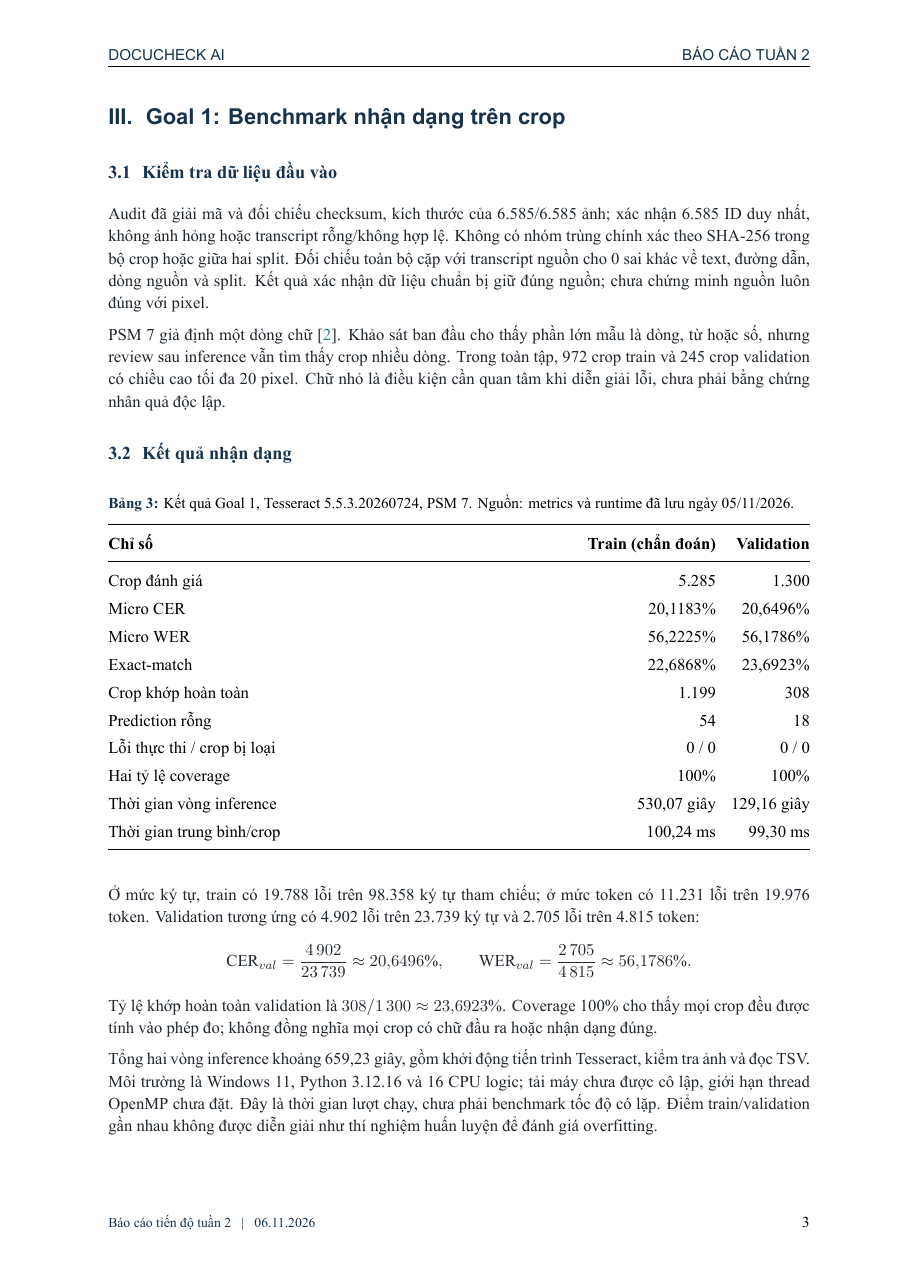 DOCUCHECK AI BÁO CÁO TUẦN 2
III. Goal 1: Benchmark nhận dạng trên crop
3.1 Kiểm tra dữ liệu đầu vào
Audit đã giải mã và đối chiếu checksum, kích thước của 6.585/6.585 ảnh; xác nhận 6.585 ID duy nhất,
không ảnh hỏng hoặc transcript rỗng/không hợp lệ. Không có nhóm trùng chính xác theo SHA-256 trong
bộ crop hoặc giữa hai split. Đối chiếu toàn bộ cặp với transcript nguồn cho 0 sai khác về text, đường dẫn,
dòng nguồn và split. Kết quả xác nhận dữ liệu chuẩn bị giữ đúng nguồn; chưa chứng minh nguồn luôn
đúng với pixel.
PSM 7 giả định một dòng chữ [2]. Khảo sát ban đầu cho thấy phần lớn mẫu là dòng, từ hoặc số, nhưng
review sau inference vẫn tìm thấy crop nhiều dòng. Trong toàn tập, 972 crop train và 245 crop validation
có chiều cao tối đa 20 pixel. Chữ nhỏ là điều kiện cần quan tâm khi diễn giải lỗi, chưa phải bằng chứng
nhân quả độc lập.
3.2 Kết quả nhận dạng
Bảng 3: Kết quả Goal 1, Tesseract 5.5.3.20260724, PSM 7. Nguồn: metrics và runtime đã lưu ngày 05/11/2026.
Chỉ số Train (chẩn đoán) Validation
Crop đánh giá 5.285 1.300
Micro CER 20,1183% 20,6496%
Micro WER 56,2225% 56,1786%
Exact-match 22,6868% 23,6923%
Crop khớp hoàn toàn 1.199 308
Prediction rỗng 54 18
Lỗi thực thi / crop bị loại 0 / 0 0 / 0
Hai tỷ lệ coverage 100% 100%
Thời gian vòng inference 530,07 giây 129,16 giây
Thời gian trung bình/crop 100,24 ms 99,30 ms
Ở mức ký tự, train có 19.788 lỗi trên 98.358 ký tự tham chiếu; ở mức token có 11.231 lỗi trên 19.976
token. Validation tương ứng có 4.902 lỗi trên 23.739 ký tự và 2.705 lỗi trên 4.815 token:
CER_val = 4 902 / 23 739 ≈ 20,6496%, WER_val = 2 705 / 4 815 ≈ 56,1786%.
Tỷ lệ khớp hoàn toàn validation là 308/1 300 ≈ 23,6923%. Coverage 100% cho thấy mọi crop đều được
tính vào phép đo; không đồng nghĩa mọi crop có chữ đầu ra hoặc nhận dạng đúng.
Tổng hai vòng inference khoảng 659,23 giây, gồm khởi động tiến trình Tesseract, kiểm tra ảnh và đọc TSV.
Môi trường là Windows 11, Python 3.12.16 và 16 CPU logic; tải máy chưa được cô lập, giới hạn thread
OpenMP chưa đặt. Đây là thời gian lượt chạy, chưa phải benchmark tốc độ có lặp. Điểm train/validation
gần nhau không được diễn giải như thí nghiệm huấn luyện để đánh giá overfitting.
Báo cáo tiến độ tuần 2 | 06.11.2026 3